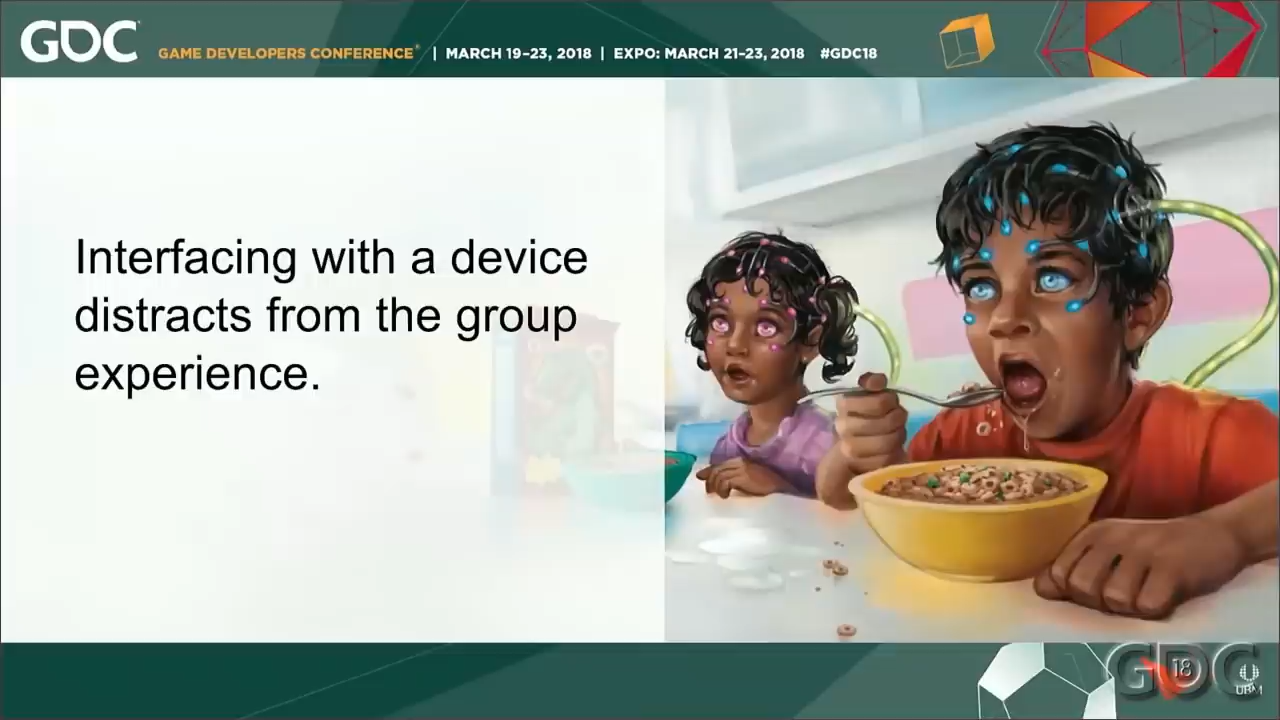 GDC GAME DEVELOPERS CONFERENCE® | MARCH 19–23, 2018 | EXPO: MARCH 21–23, 2018 #GDC18
Interfacing with a device
distracts from the group
experience.
GDC
18
UBM